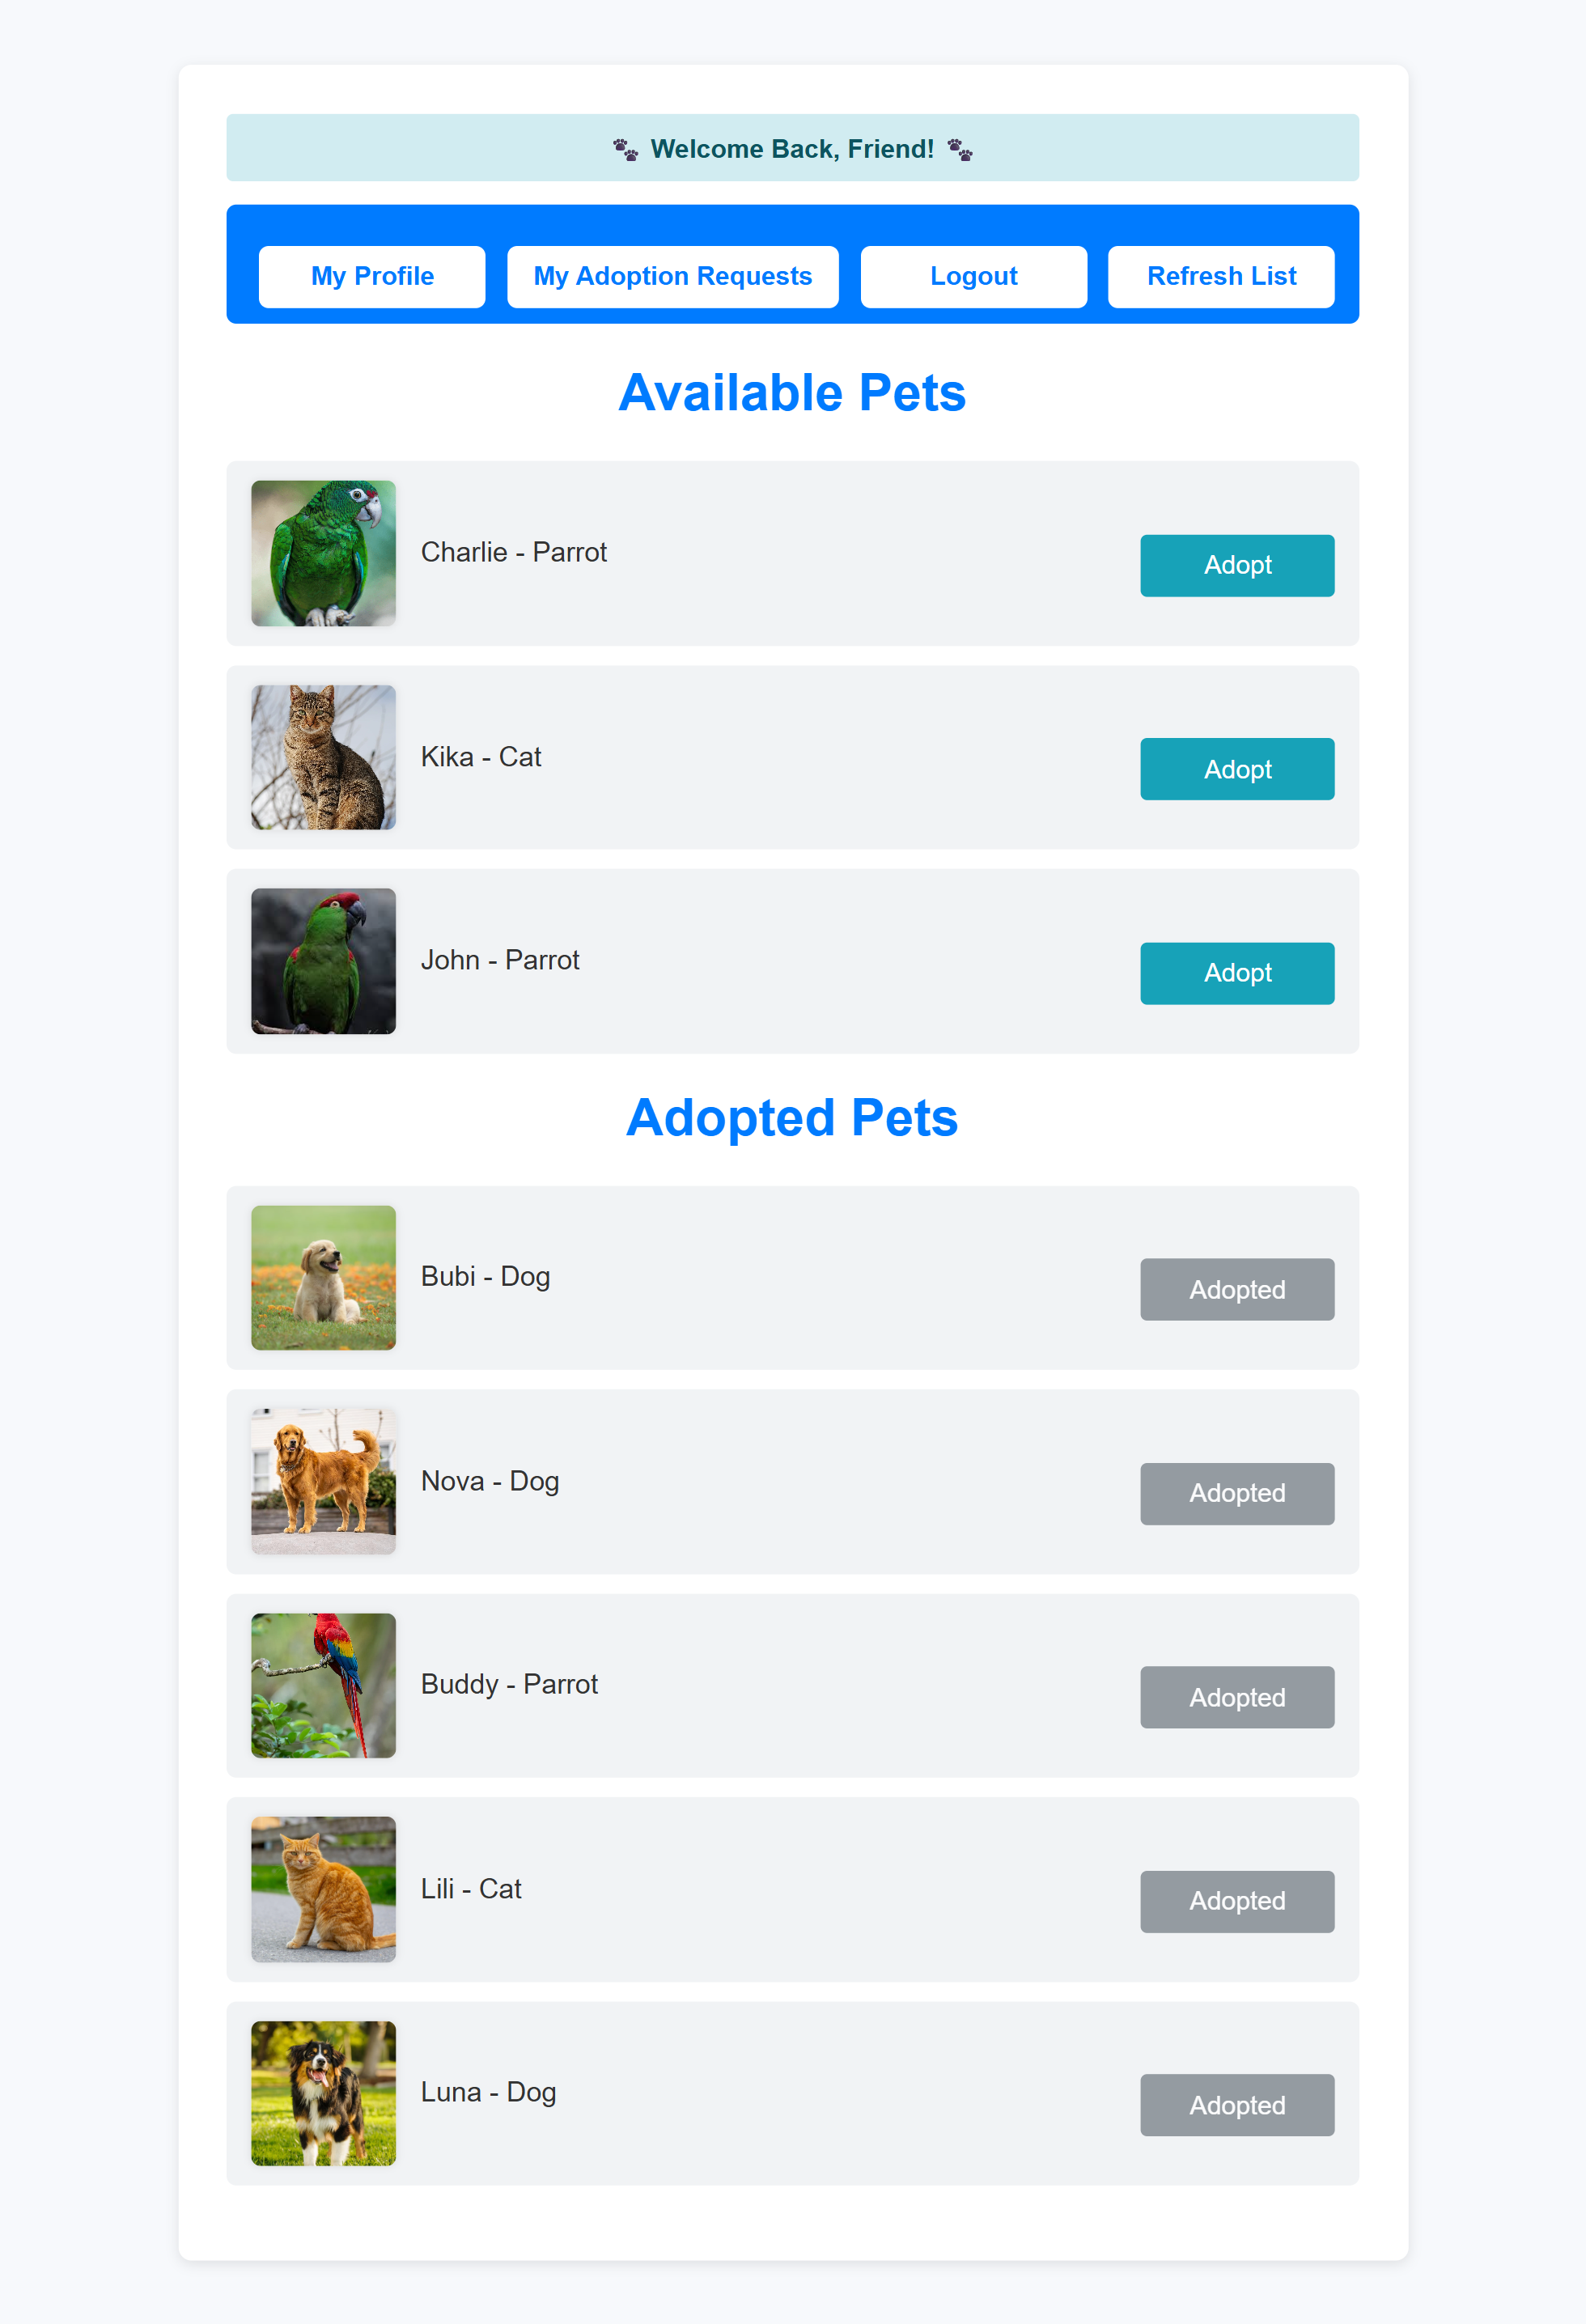 🐾 Welcome Back, Friend! 🐾
My Profile My Adoption Requests Logout Refresh List
Available Pets
Charlie - Parrot Adopt
Kika - Cat Adopt
John - Parrot Adopt
Adopted Pets
Bubi - Dog Adopted
Nova - Dog Adopted
Buddy - Parrot Adopted
Lili - Cat Adopted
Luna - Dog Adopted